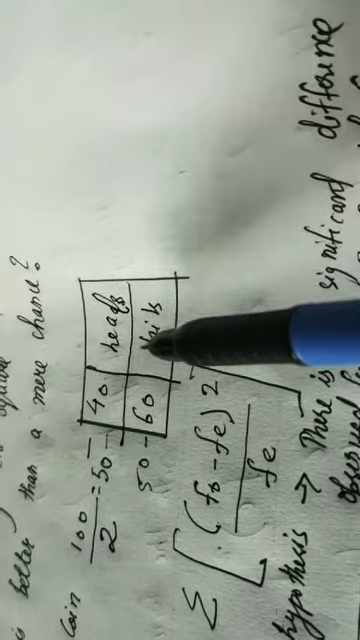 better than a mere chance?
Coin 100/2 = 50 - 40 heads
50 - 60 tails
Σ [ (fo - fe)2 / fe ]
hypothesis → There is significant difference
observed